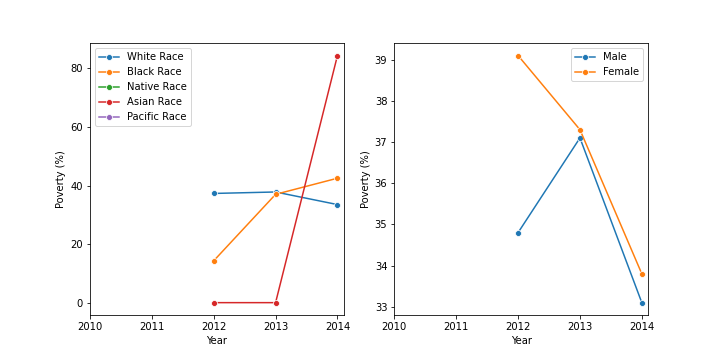 White Race
Black Race
Native Race
Asian Race
Pacific Race
80
60
40
20
0
Poverty (%)
2010 2011 2012 2013 2014
Year
Male
Female
39
38
37
36
35
34
33
Poverty (%)
2010 2011 2012 2013 2014
Year